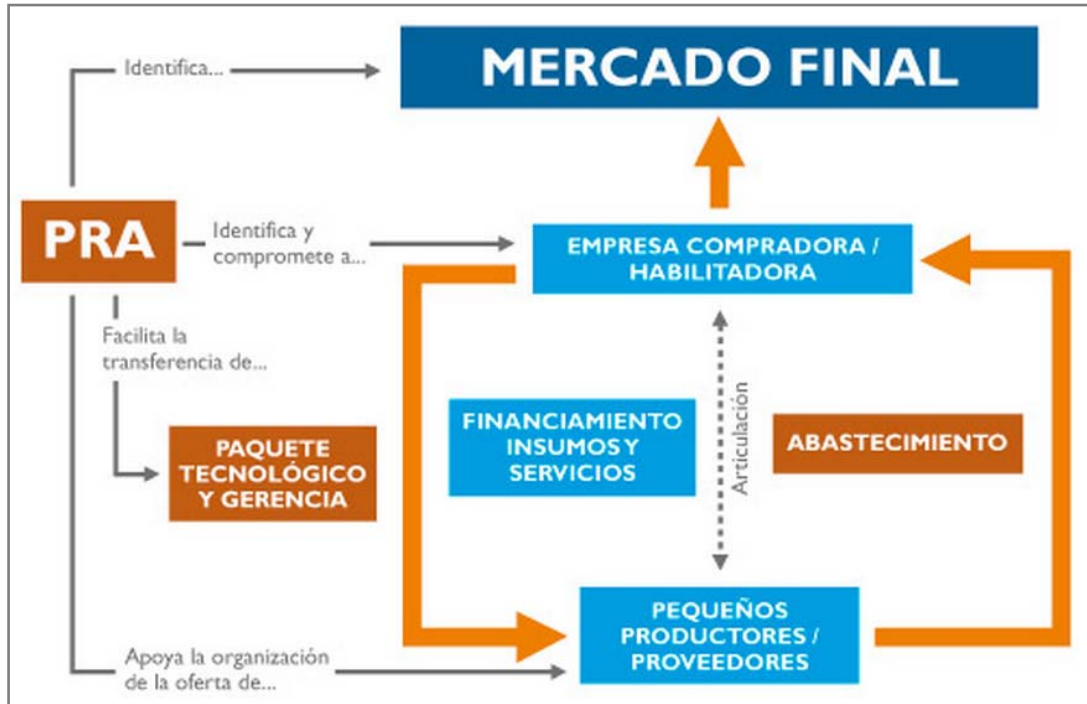 Identifica...
MERCADO FINAL
PRA
Identifica y
compromete a...
EMPRESA COMPRADORA /
HABILITADORA
Facilita la
transferencia de...
PAQUETE
TECNOLÓGICO
Y GERENCIA
FINANCIAMIENTO
INSUMOS Y
SERVICIOS
Articulación
ABASTECIMIENTO
PEQUEÑOS
PRODUCTORES /
PROVEEDORES
Apoya la organización
de la oferta de...